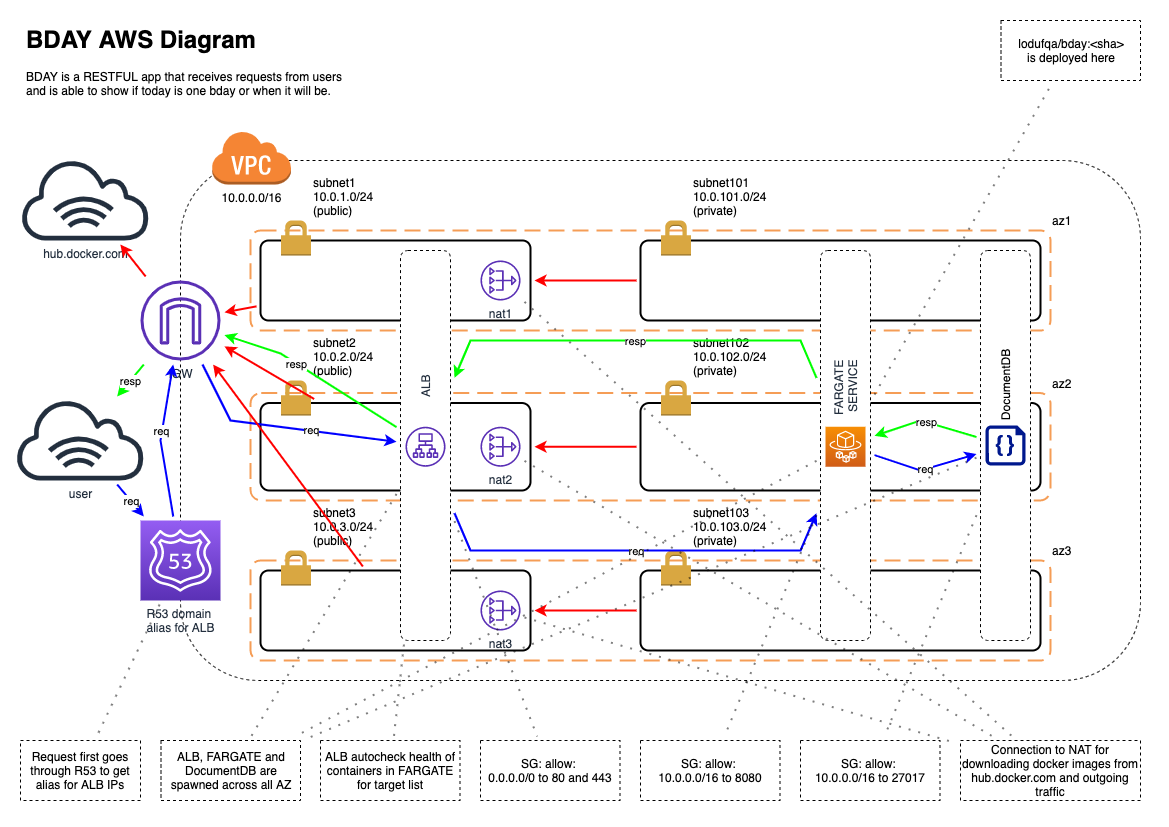 BDAY AWS Diagram
BDAY is a RESTFUL app that receives requests from users
and is able to show if today is one bday or when it will be.
lodufqa/bday:<sha>
is deployed here
VPC
10.0.0.0/16
hub.docker.com
subnet1
10.0.1.0/24
(public)
subnet101
10.0.101.0/24
(private)
az1
nat1
subnet2
10.0.2.0/24
(public)
resp
resp
subnet102
10.0.102.0/24
(private)
az2
resp
ALB
FARGATE
SERVICE
DocumentDB
req
req
nat2
resp
req
{}
user
req
subnet3
10.0.3.0/24
(public)
subnet103
10.0.103.0/24
(private)
req
az3
53
R53 domain
alias for ALB
nat3
Request first goes
through R53 to get
alias for ALB IPs
ALB, FARGATE and
DocumentDB are
spawned across all AZ
ALB autocheck health of
containers in FARGATE
for target list
SG: allow:
0.0.0.0/0 to 80 and 443
SG: allow:
10.0.0.0/16 to 8080
SG: allow:
10.0.0.0/16 to 27017
Connection to NAT for
downloading docker images from
hub.docker.com and outgoing
traffic